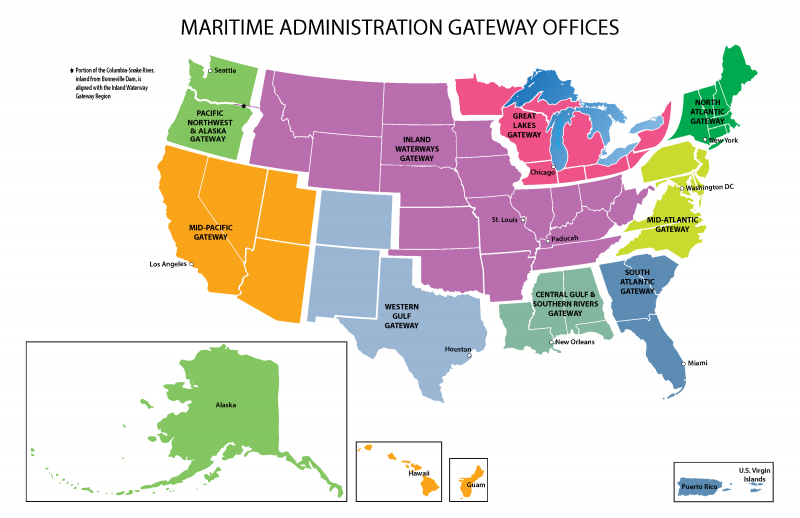 MARITIME ADMINISTRATION GATEWAY OFFICES
★ Portion of the Columbia-Snake River,
inland from Bonneville Dam, is
aligned with the Inland Waterway
Gateway Region
Seattle
PACIFIC
NORTHWEST
& ALASKA
GATEWAY
INLAND
WATERWAYS
GATEWAY
GREAT
LAKES
GATEWAY
NORTH
ATLANTIC
GATEWAY
New York
Chicago
Washington DC
MID-PACIFIC
GATEWAY
St. Louis
Paducah
MID-ATLANTIC
GATEWAY
Los Angeles
WESTERN
GULF
GATEWAY
CENTRAL GULF &
SOUTHERN RIVERS
GATEWAY
SOUTH
ATLANTIC
GATEWAY
Houston
New Orleans
Miami
Alaska
Hawaii
Guam
Puerto Rico
U.S. Virgin
Islands